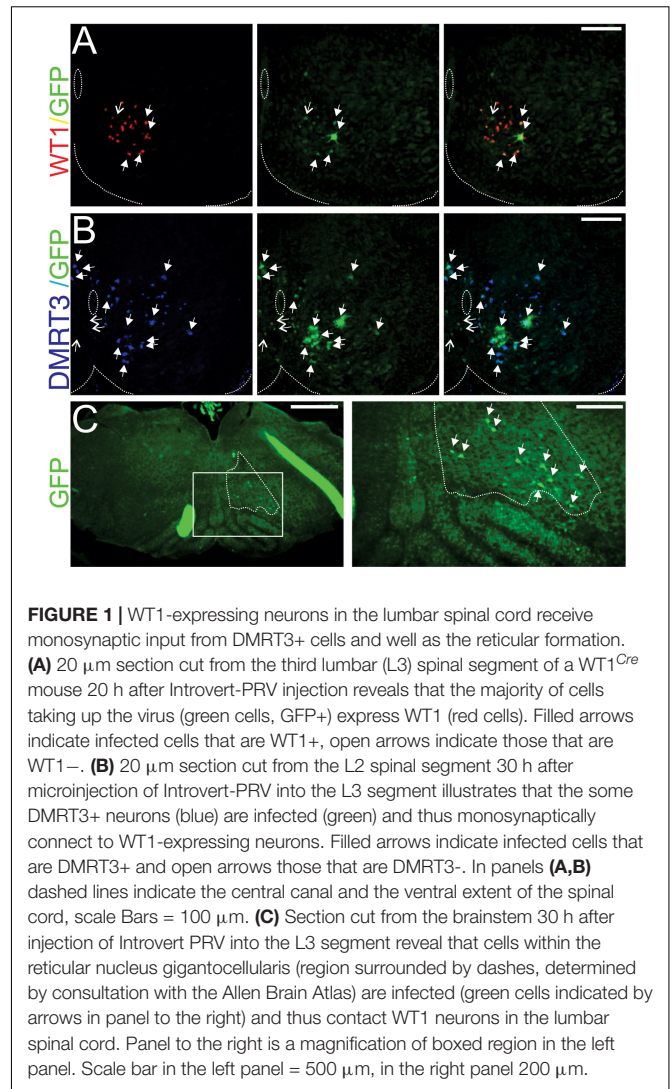 A
WT1/GFP
B
DMRT3/GFP
C
GFP
FIGURE 1 | WT1-expressing neurons in the lumbar spinal cord receive
monosynaptic input from DMRT3+ cells and well as the reticular formation.
(A) 20 μm section cut from the third lumbar (L3) spinal segment of a WT1Cre
mouse 20 h after Introvert-PRV injection reveals that the majority of cells
taking up the virus (green cells, GFP+) express WT1 (red cells). Filled arrows
indicate infected cells that are WT1+, open arrows indicate those that are
WT1−. (B) 20 μm section cut from the L2 spinal segment 30 h after
microinjection of Introvert-PRV into the L3 segment illustrates that the some
DMRT3+ neurons (blue) are infected (green) and thus monosynaptically
connect to WT1-expressing neurons. Filled arrows indicate infected cells that
are DMRT3+ and open arrows those that are DMRT3-. In panels (A,B)
dashed lines indicate the central canal and the ventral extent of the spinal
cord, scale Bars = 100 μm. (C) Section cut from the brainstem 30 h after
injection of Introvert PRV into the L3 segment reveal that cells within the
reticular nucleus gigantocellularis (region surrounded by dashes, determined
by consultation with the Allen Brain Atlas) are infected (green cells indicated by
arrows in panel to the right) and thus contact WT1 neurons in the lumbar
spinal cord. Panel to the right is a magnification of boxed region in the left
panel. Scale bar in the left panel = 500 μm, in the right panel 200 μm.